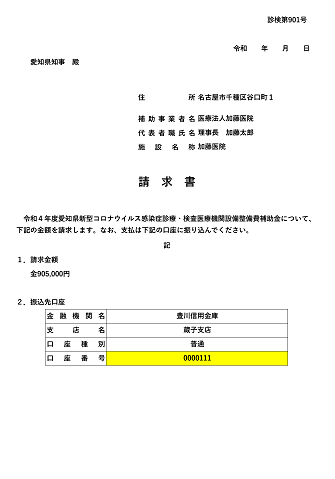 診検第901号
令和　年　月　日
愛知県知事　殿
住所 名古屋市千種区谷口町１
補助事業者名 医療法人加藤医院
代表者職氏名 理事長　加藤太郎
施設名称 加藤医院
請求書
令和４年度愛知県新型コロナウイルス感染症診療・検査医療機関設備整備費補助金について、
下記の金額を請求します。なお、支払は下記の口座に振り込んでください。
記
１．請求金額
金905,000円
２．振込先口座
金融機関名 豊川信用金庫
支店名 蔵子支店
口座種別 普通
口座番号 0000111